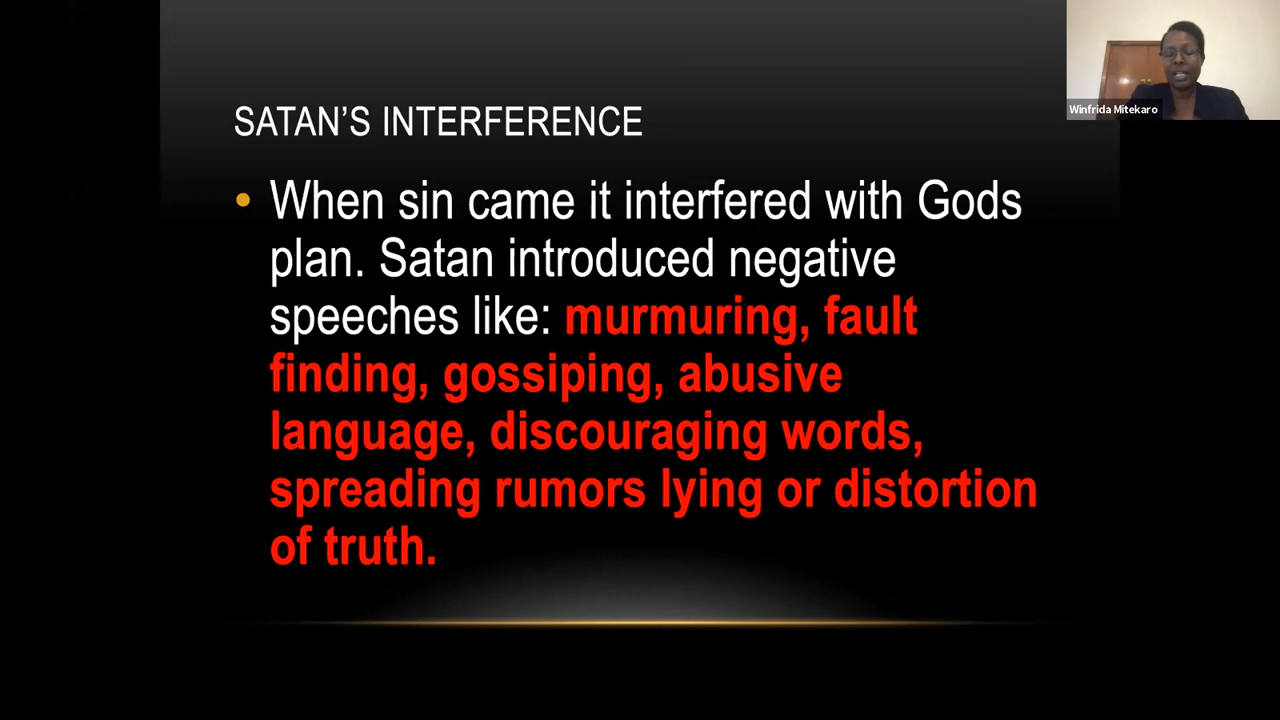 Winfrida Mitekaro
SATAN'S INTERFERENCE
• When sin came it interfered with Gods
plan. Satan introduced negative
speeches like: murmuring, fault
finding, gossiping, abusive
language, discouraging words,
spreading rumors lying or distortion
of truth.